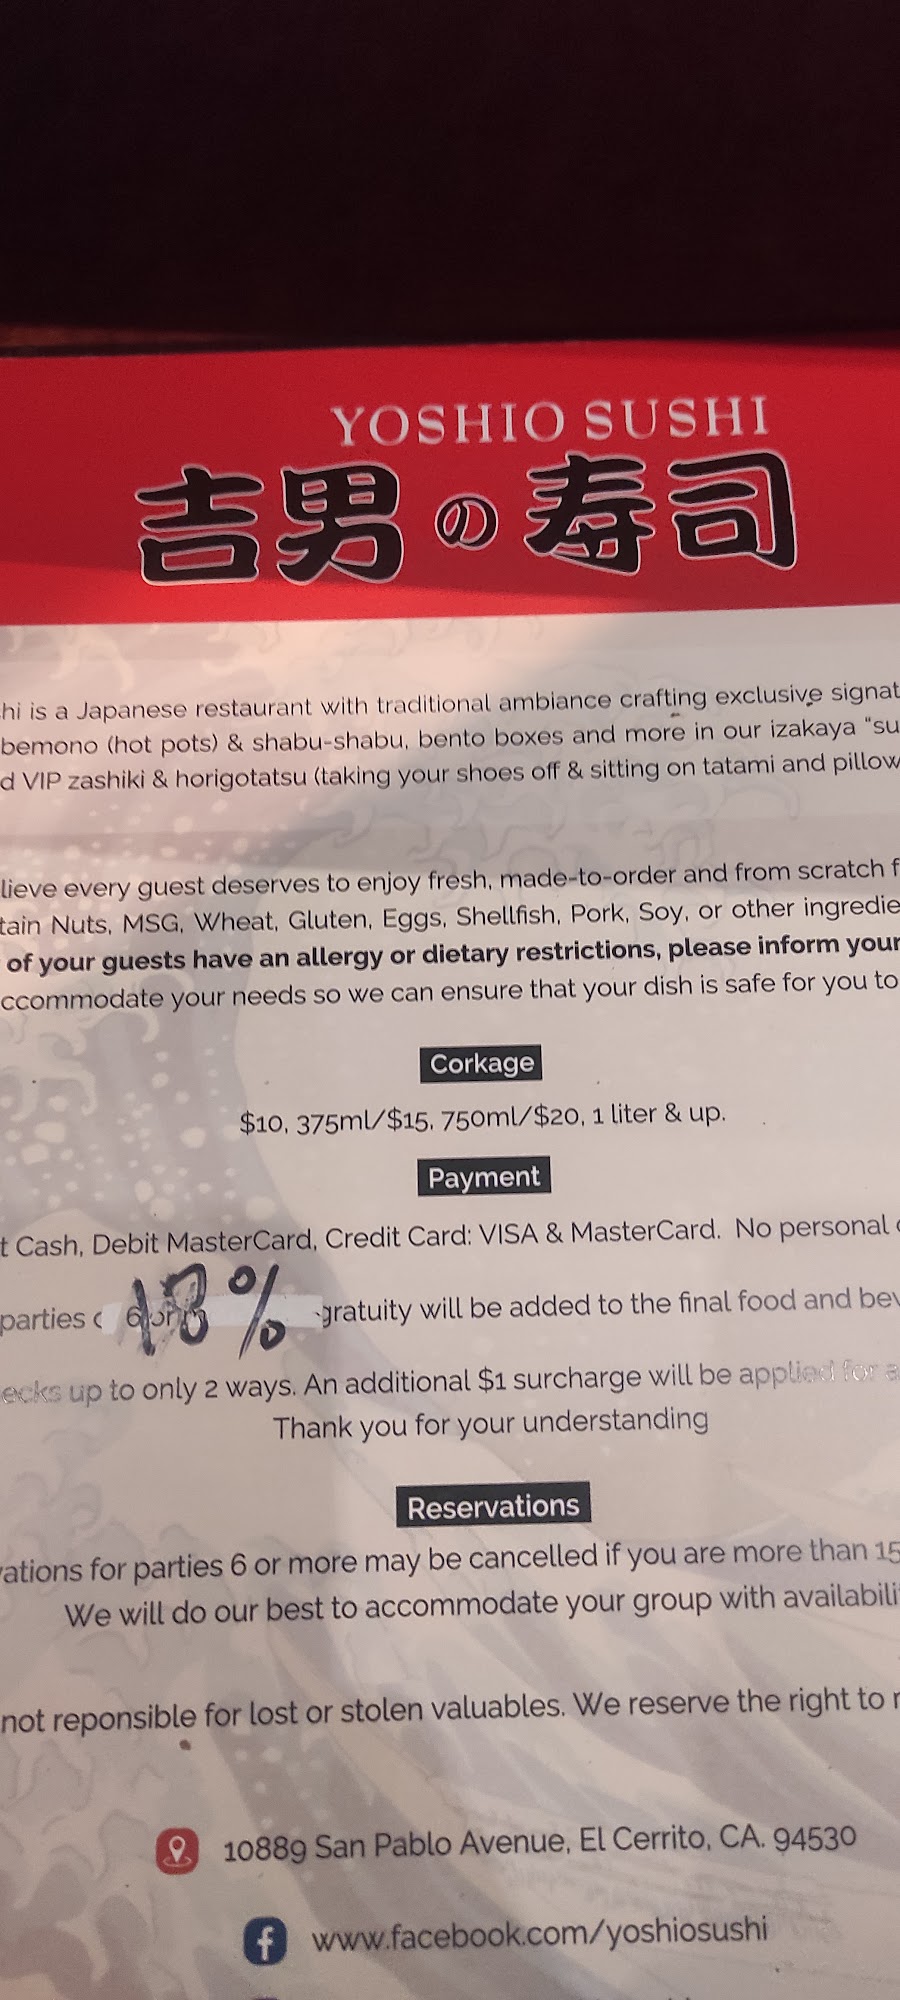 YOSHIO SUSHI
吉男の寿司
hi is a Japanese restaurant with traditional ambiance crafting exclusive signat
bemono (hot pots) & shabu-shabu, bento boxes and more in our izakaya "su
d VIP zashiki & horigotatsu (taking your shoes off & sitting on tatami and pillow
lieve every guest deserves to enjoy fresh, made-to-order and from scratch f
tain Nuts, MSG, Wheat, Gluten, Eggs, Shellfish, Pork, Soy, or other ingredie
of your guests have an allergy or dietary restrictions, please inform your
ccommodate your needs so we can ensure that your dish is safe for you to
Corkage
$10, 375ml/$15, 750ml/$20, 1 liter & up.
Payment
t Cash, Debit MasterCard, Credit Card: VISA & MasterCard. No personal
parties 18% gratuity will be added to the final food and bev
ecks up to only 2 ways. An additional $1 surcharge will be applied for a
Thank you for your understanding
Reservations
ations for parties 6 or more may be cancelled if you are more than 15
We will do our best to accommodate your group with availabili
not reponsible for lost or stolen valuables. We reserve the right to r
10889 San Pablo Avenue, El Cerrito, CA. 94530
www.facebook.com/yoshiosushi